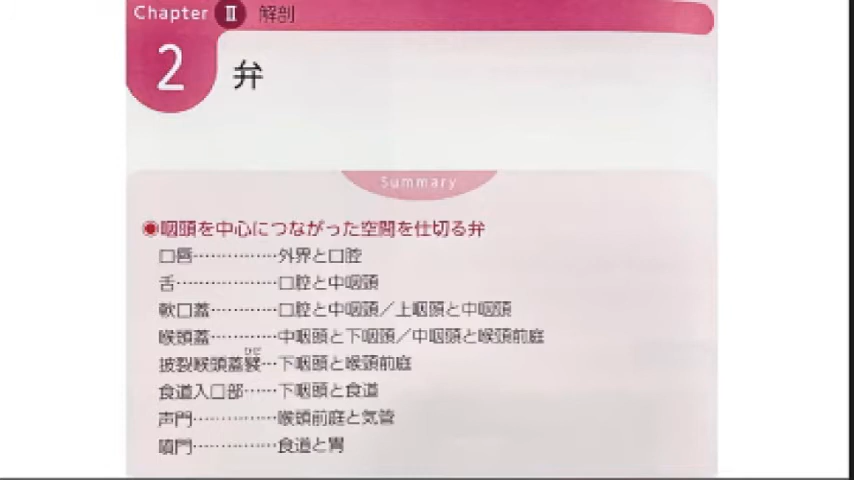 Chapter Ⅱ 解剖
2 弁
Summary
◉咽頭を中心につながった空間を仕切る弁
口唇……………外界と口腔
舌………………口腔と中咽頭
軟口蓋…………口腔と中咽頭／上咽頭と中咽頭
喉頭蓋…………中咽頭と下咽頭／中咽頭と喉頭前庭
披裂喉頭蓋襞…下咽頭と喉頭前庭
ひだ
食道入口部……下咽頭と食道
声門……………喉頭前庭と気管
噴門……………食道と胃